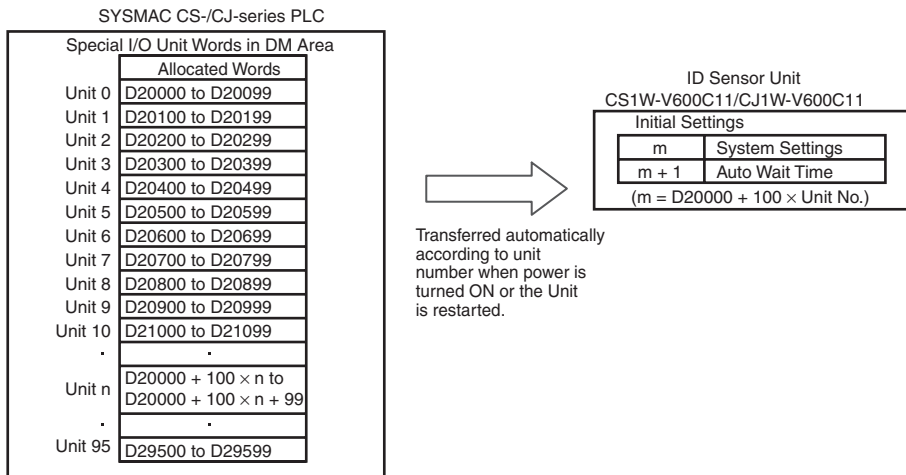 SYSMAC CS-/CJ-series PLC
Special I/O Unit Words in DM Area
Allocated Words
Unit 0 D20000 to D20099
Unit 1 D20100 to D20199
Unit 2 D20200 to D20299
Unit 3 D20300 to D20399
Unit 4 D20400 to D20499
Unit 5 D20500 to D20599
Unit 6 D20600 to D20699
Unit 7 D20700 to D20799
Unit 8 D20800 to D20899
Unit 9 D20900 to D20999
Unit 10 D21000 to D21099
. .
Unit n D20000 + 100 × n to
D20000 + 100 × n + 99
. .
Unit 95 D29500 to D29599
Transferred automatically
according to unit
number when power is
turned ON or the Unit
is restarted.
ID Sensor Unit
CS1W-V600C11/CJ1W-V600C11
Initial Settings
m System Settings
m + 1 Auto Wait Time
(m = D20000 + 100 × Unit No.)